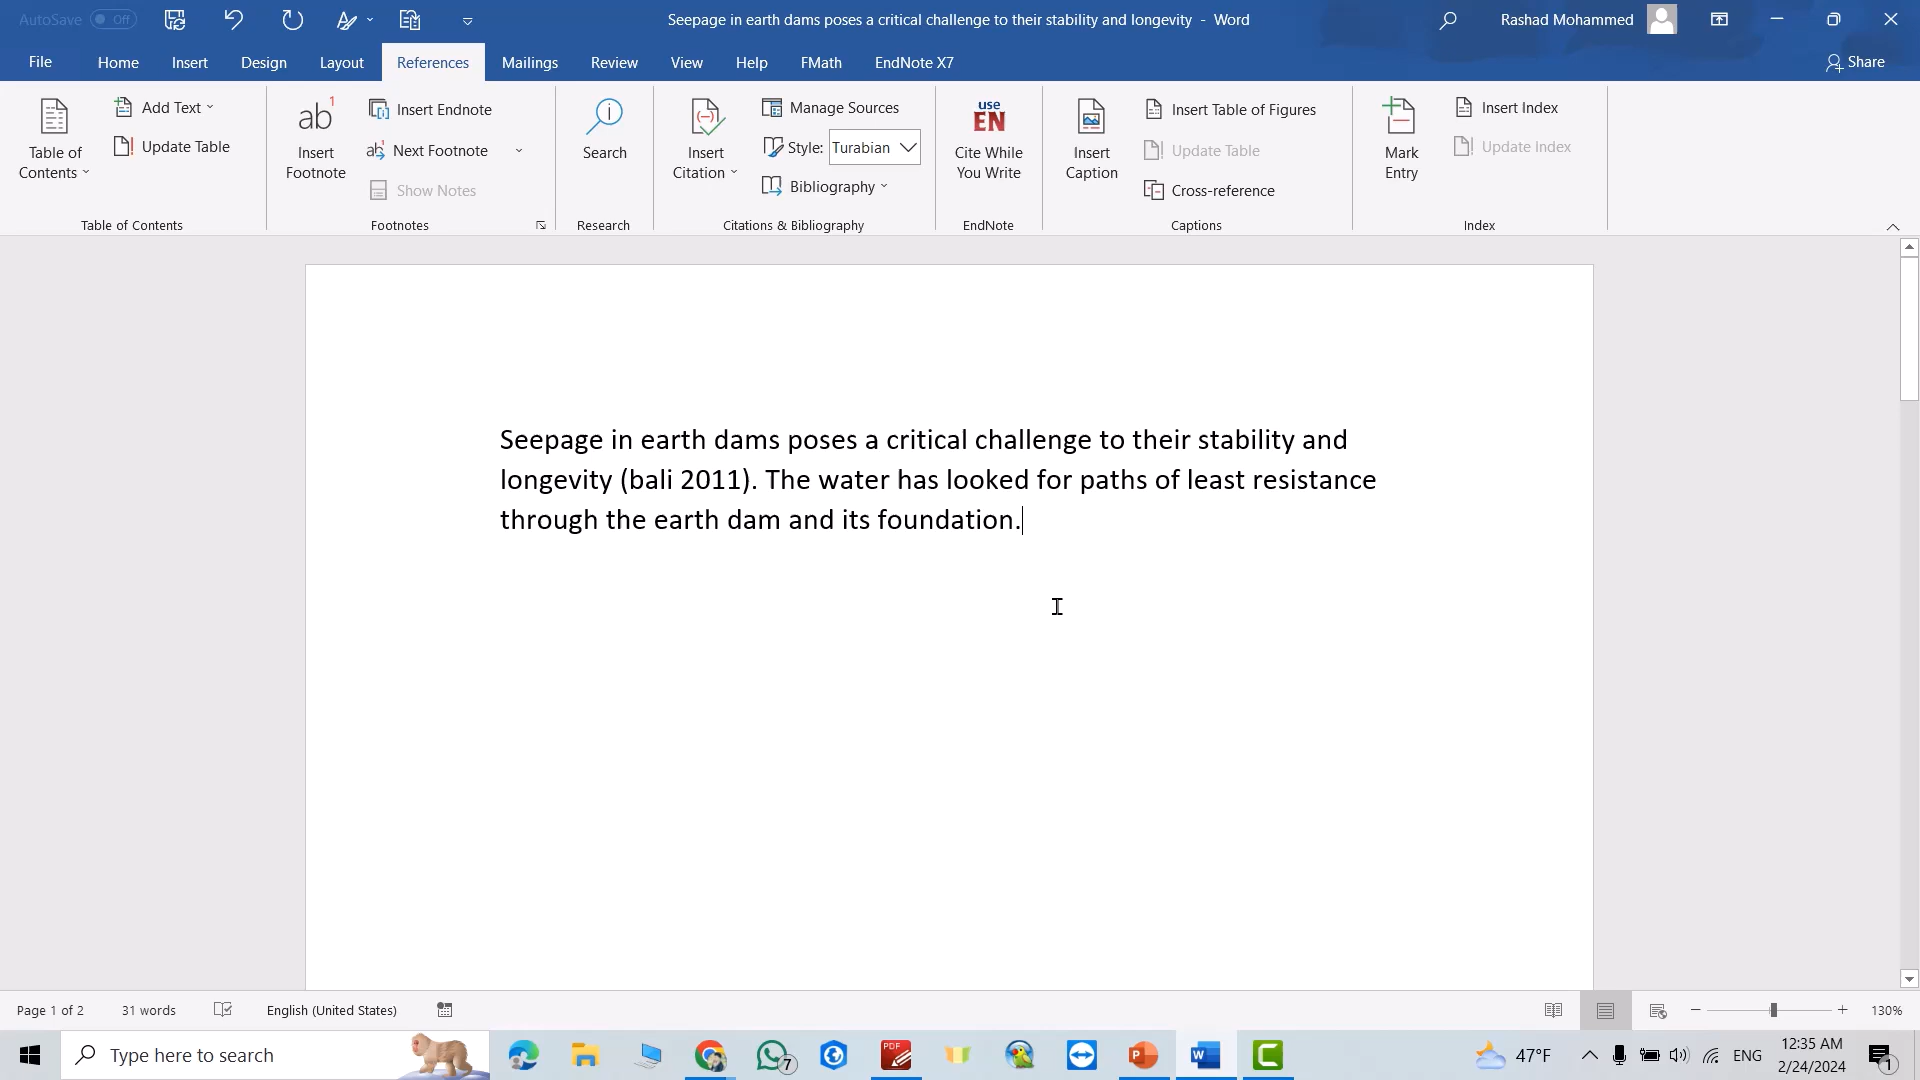 AutoSave Off
Seepage in earth dams poses a critical challenge to their stability and longevity - Word
Rashad Mohammed
File Home Insert Design Layout References Mailings Review View Help FMath EndNote X7
Share
Table of Contents
Add Text
Update Table
Table of Contents
ab1
Insert Footnote
Insert Endnote
Next Footnote
Show Notes
Footnotes
Search
Research
Insert Citation
Manage Sources
Style: Turabian
Bibliography
Citations & Bibliography
use
EN
Cite While You Write
EndNote
Insert Caption
Insert Table of Figures
Update Table
Cross-reference
Captions
Mark Entry
Insert Index
Update Index
Index
Seepage in earth dams poses a critical challenge to their stability and
longevity (bali 2011). The water has looked for paths of least resistance
through the earth dam and its foundation.
Page 1 of 2 31 words English (United States) 130%
Type here to search
7
PDF
P
W
47°F
ENG
12:35 AM
2/24/2024
1